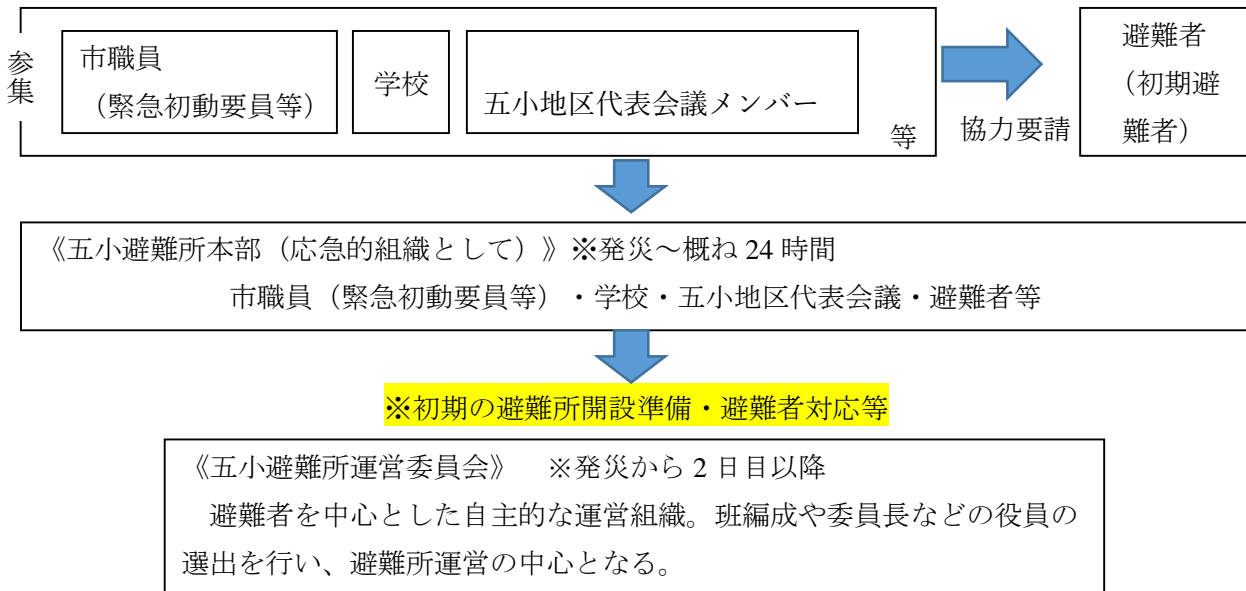 参集
市職員
（緊急初動要員等）
学校
五小地区代表会議メンバー
等
協力要請
避難者
（初期避
難者）
《五小避難所本部（応急的組織として）》※発災～概ね 24 時間
市職員（緊急初動要員等）・学校・五小地区代表会議・避難者等
※初期の避難所開設準備・避難者対応等
《五小避難所運営委員会》　※発災から 2 日目以降
避難者を中心とした自主的な運営組織。班編成や委員長などの役員の
選出を行い、避難所運営の中心となる。